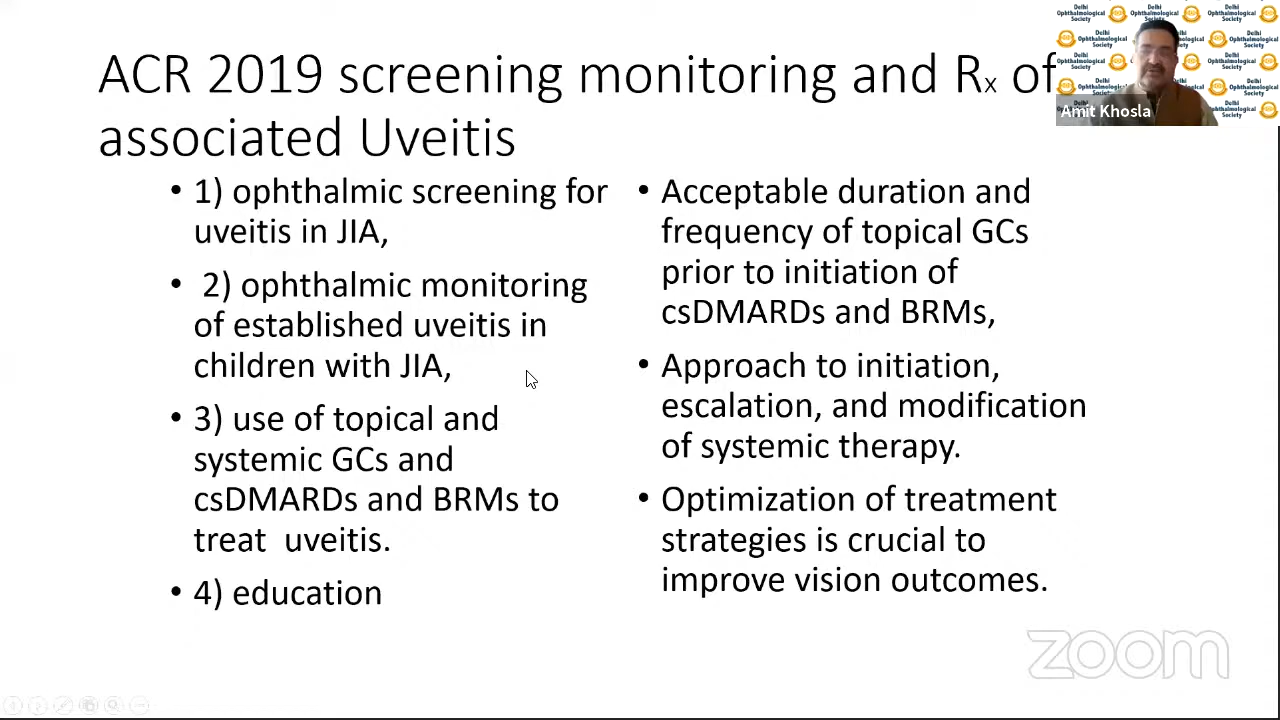 ACR 2019 screening monitoring and Rx of
associated Uveitis
• 1) ophthalmic screening for
uveitis in JIA,
• 2) ophthalmic monitoring
of established uveitis in
children with JIA,
• 3) use of topical and
systemic GCs and
csDMARDs and BRMs to
treat uveitis.
• 4) education
• Acceptable duration and
frequency of topical GCs
prior to initiation of
csDMARDs and BRMs,
• Approach to initiation,
escalation, and modification
of systemic therapy.
• Optimization of treatment
strategies is crucial to
improve vision outcomes.
Delhi
Ophthalmological
Society
Amit Khosla
zoom